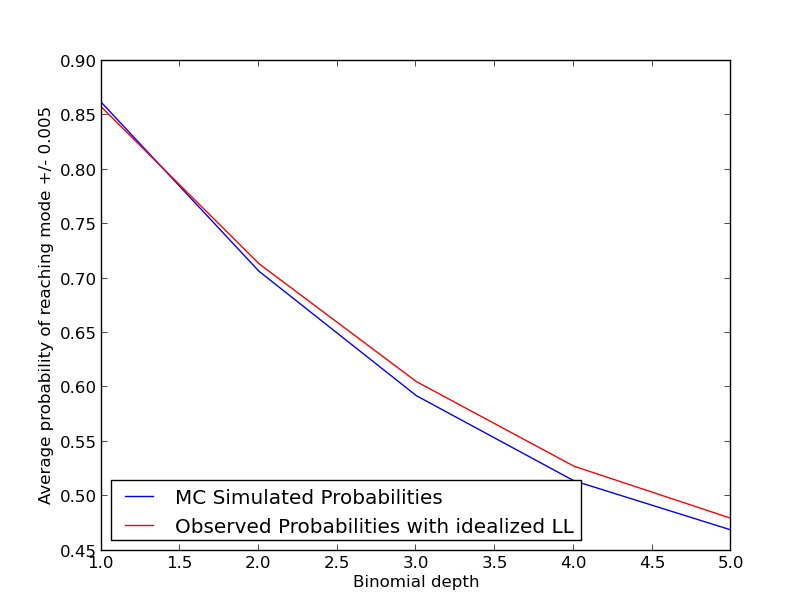 0.90
0.85
0.80
0.75
0.70
0.65
0.60
0.55
0.50
0.45
Average probability of reaching mode +/- 0.005
MC Simulated Probabilities
Observed Probabilities with idealized LL
1.0 1.5 2.0 2.5 3.0 3.5 4.0 4.5 5.0
Binomial depth